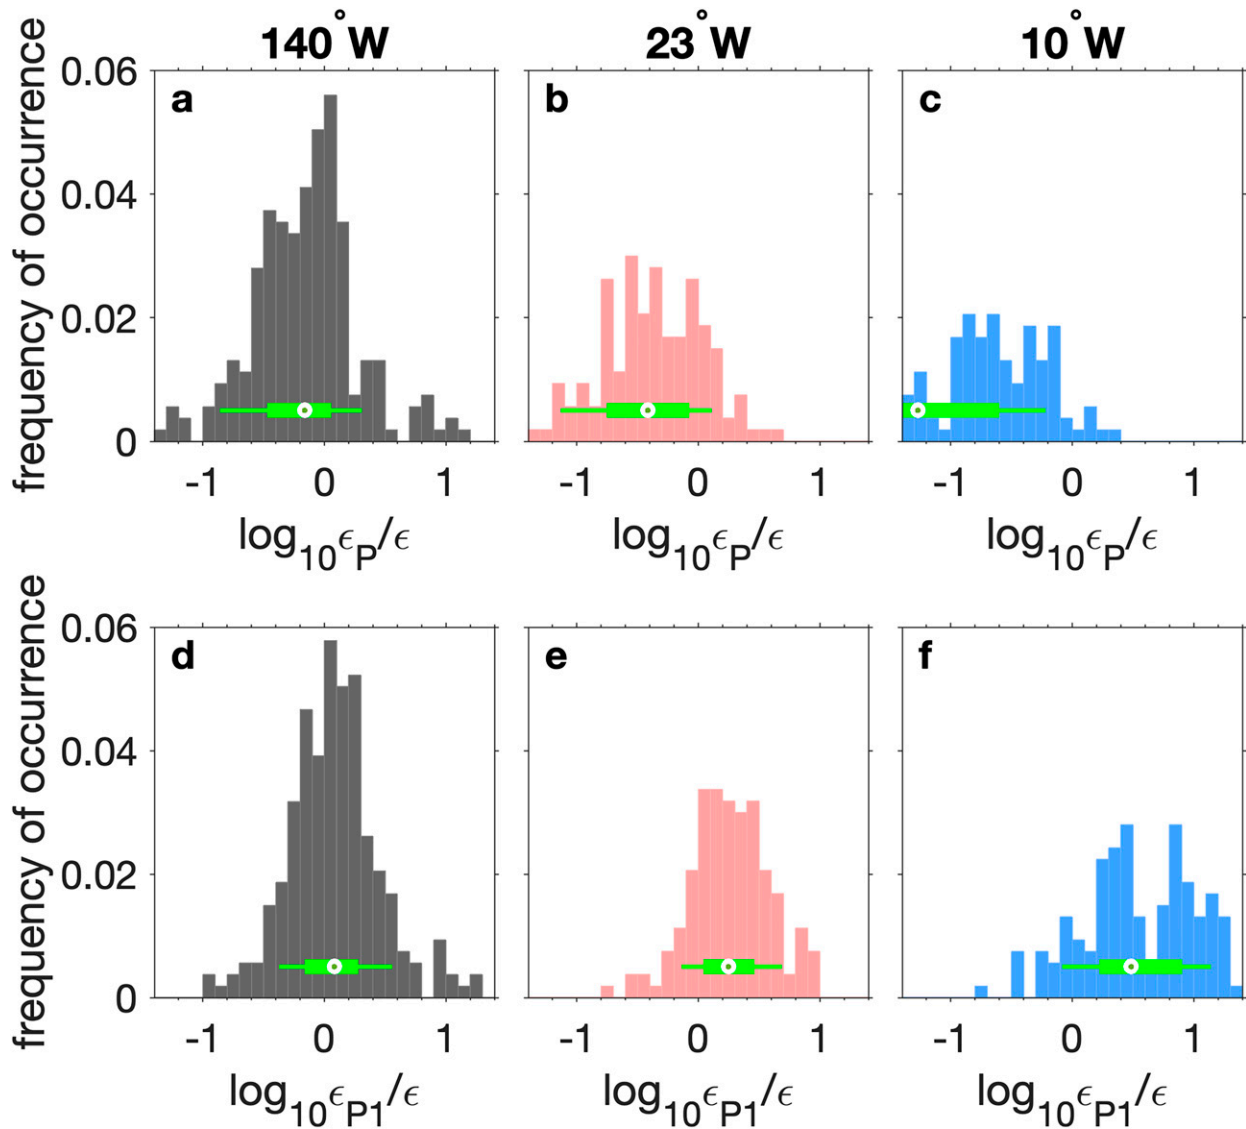 140°W 23°W 10°W
a b c
frequency of occurrence
0.06
0.04
0.02
0
-1 0 1 -1 0 1 -1 0 1
log10ϵP/ϵ log10ϵP/ϵ log10ϵP/ϵ
d e f
frequency of occurrence
0.06
0.04
0.02
0
-1 0 1 -1 0 1 -1 0 1
log10ϵP1/ϵ log10ϵP1/ϵ log10ϵP1/ϵ